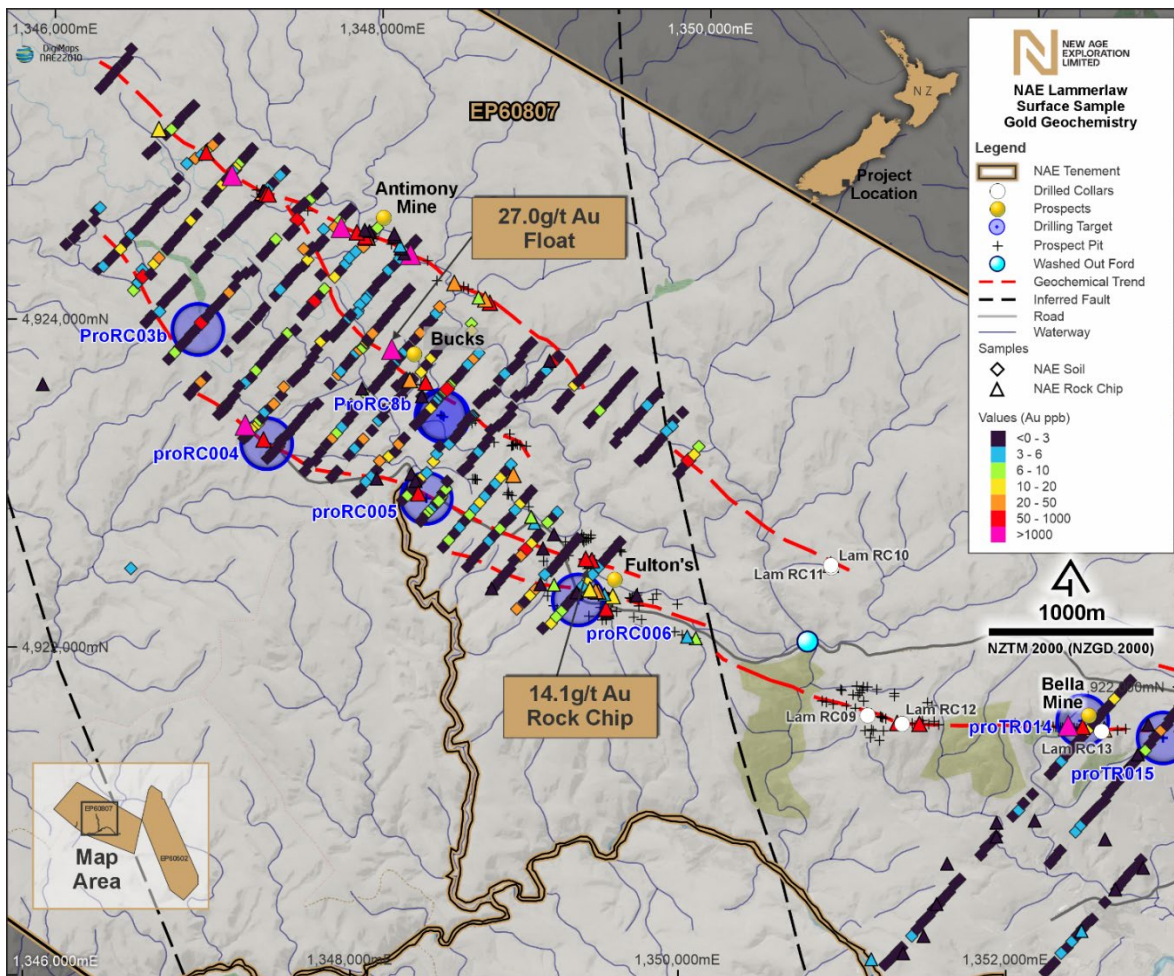 1,346,000mE
1,348,000mE
1,350,000mE
DigiMaps
NAE22010
EP60807
N Z
Project
Location
NEW AGE
EXPLORATION
LIMITED
NAE Lammerlaw
Surface Sample
Gold Geochemistry
Legend
NAE Tenement
Drilled Collars
Prospects
Drilling Target
Prospect Pit
Washed Out Ford
Geochemical Trend
Inferred Fault
Road
Waterway
Samples
NAE Soil
NAE Rock Chip
Values (Au ppb)
<0 - 3
3 - 6
6 - 10
10 - 20
20 - 50
50 - 1000
>1000
1000m
NZTM 2000 (NZGD 2000)
Antimony
Mine
27.0g/t Au
Float
4,924,000mN
ProRC03b
Bucks
ProRC8b
proRC004
proRC005
Lam RC10
Lam RC11
Fulton's
proRC006
4,922,000mN
14.1g/t Au
Rock Chip
Bella
Mine
Lam RC09
Lam RC12
proTR014
Lam RC13
proTR015
EP60807
EP60602
Map
Area
1,346,000mE
1,348,000mE
1,350,000mE
1,352,000mE